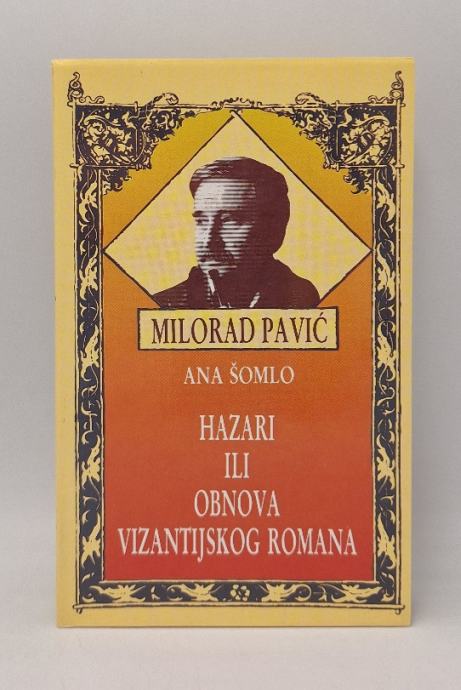 MILORAD PAVIĆ
ANA ŠOMLO
HAZARI
ILI
OBNOVA
VIZANTIJSKOG ROMANA